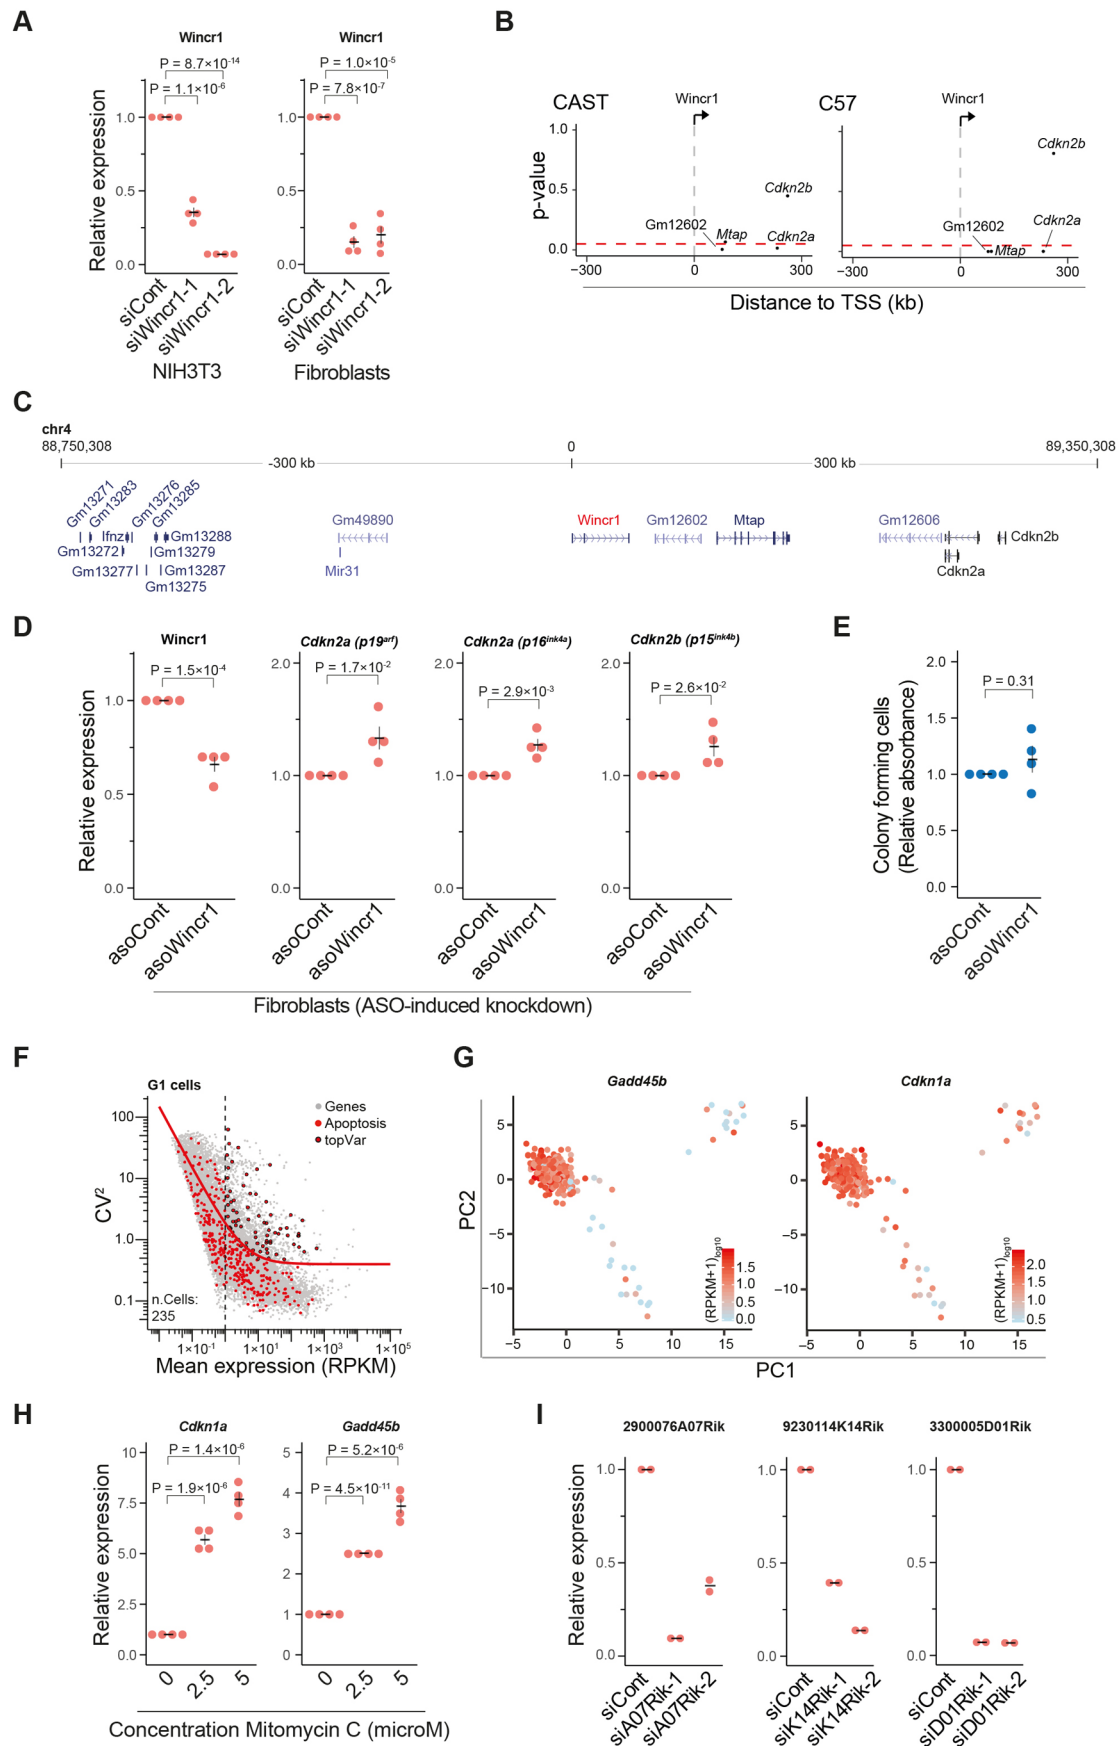 A
Wincr1
P = 8.7×10-14
P = 1.1×10-6
Relative expression
1.0
0.5
0.0
siCont
siWincr1-1
siWincr1-2
NIH3T3
Wincr1
P = 1.0×10-5
P = 7.8×10-7
1.0
0.5
0.0
siCont
siWincr1-1
siWincr1-2
Fibroblasts
B
CAST
Wincr1
p-value
1.0
0.5
0.0
Cdkn2b
Gm12602
Mtap
Cdkn2a
−300
0
300
C57
Wincr1
Cdkn2b
Gm12602
Cdkn2a
Mtap
−300
0
300
Distance to TSS (kb)
C
chr4
88,750,308
-300 kb
0
300 kb
89,350,308
Gm13271
Gm13283
Gm13276
Gm13285
Ifnz
Gm13288
Gm13272
Gm13279
Gm13277
Gm13287
Gm13275
Gm49890
Mir31
Wincr1
Gm12602
Mtap
Gm12606
Cdkn2b
Cdkn2a
D
Wincr1
P = 1.5×10-4
Relative expression
1.0
0.5
0.0
asoCont
asoWincr1
Cdkn2a (p19arf)
P = 1.7×10-2
2.0
1.0
0.0
asoCont
asoWincr1
Cdkn2a (p16ink4a)
P = 2.9×10-3
2.0
1.0
0.0
asoCont
asoWincr1
Cdkn2b (p15ink4b)
P = 2.6×10-2
2.0
1.0
0.0
asoCont
asoWincr1
Fibroblasts (ASO-induced knockdown)
E
Colony forming cells
(Relative absorbance)
P = 0.31
2.0
1.5
1.0
0.5
0.0
asoCont
asoWincr1
F
G1 cells
CV2
100
10
1.0
0.1
Genes
Apoptosis
topVar
n.Cells:
235
1×10-1
1×101
1×103
1×105
Mean expression (RPKM)
G
Gadd45b
PC2
5
0
−5
−10
(RPKM+1)log10
1.5
1.0
0.5
0.0
−5
0
5
10
15
Cdkn1a
5
0
−5
−10
(RPKM+1)log10
2.0
1.5
1.0
0.5
−5
0
5
10
15
PC1
H
Cdkn1a
P = 1.4×10-6
P = 1.9×10-6
Relative expression
10
7.5
5.0
2.5
0.0
0
2.5
5
Gadd45b
P = 5.2×10-6
P = 4.5×10-11
5
4
3
2
1
0
0
2.5
5
Concentration Mitomycin C (microM)
I
2900076A07Rik
Relative expression
1.0
0.5
0.0
siCont
siA07Rik-1
siA07Rik-2
9230114K14Rik
1.0
0.5
0.0
siCont
siK14Rik-1
siK14Rik-2
3300005D01Rik
1.0
0.5
0.0
siCont
siD01Rik-1
siD01Rik-2